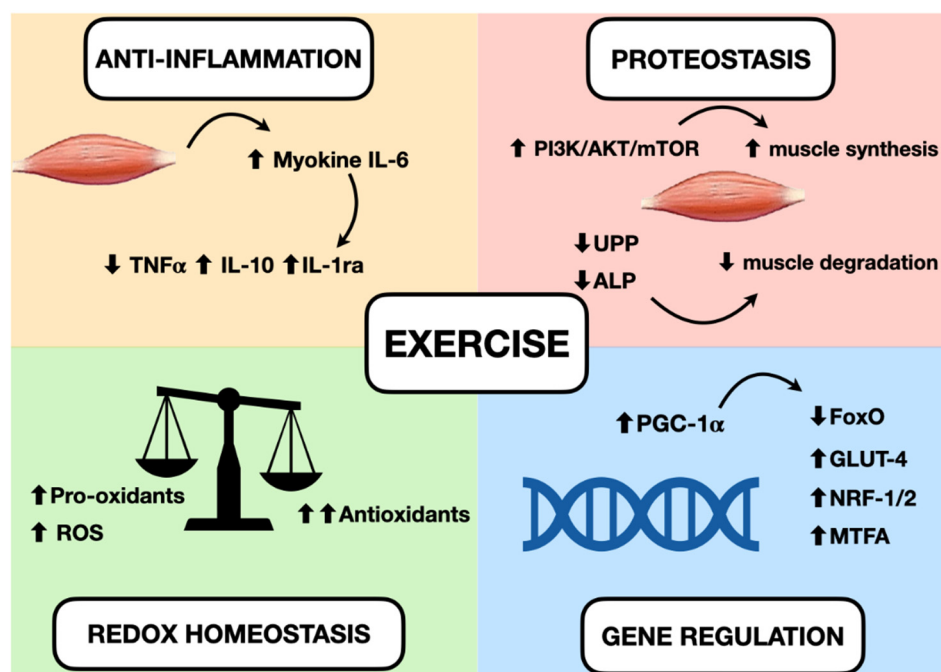 ANTI-INFLAMMATION
⬆ Myokine IL-6
⬇ TNFα ⬆ IL-10 ⬆IL-1ra
PROTEOSTASIS
⬆ PI3K/AKT/mTOR ⬆ muscle synthesis
⬇UPP
⬇ALP ⬇ muscle degradation
EXERCISE
⬆Pro-oxidants
⬆ ROS
⬆⬆Antioxidants
REDOX HOMEOSTASIS
⬆PGC-1α
⬇FoxO
⬆GLUT-4
⬆NRF-1/2
⬆MTFA
GENE REGULATION